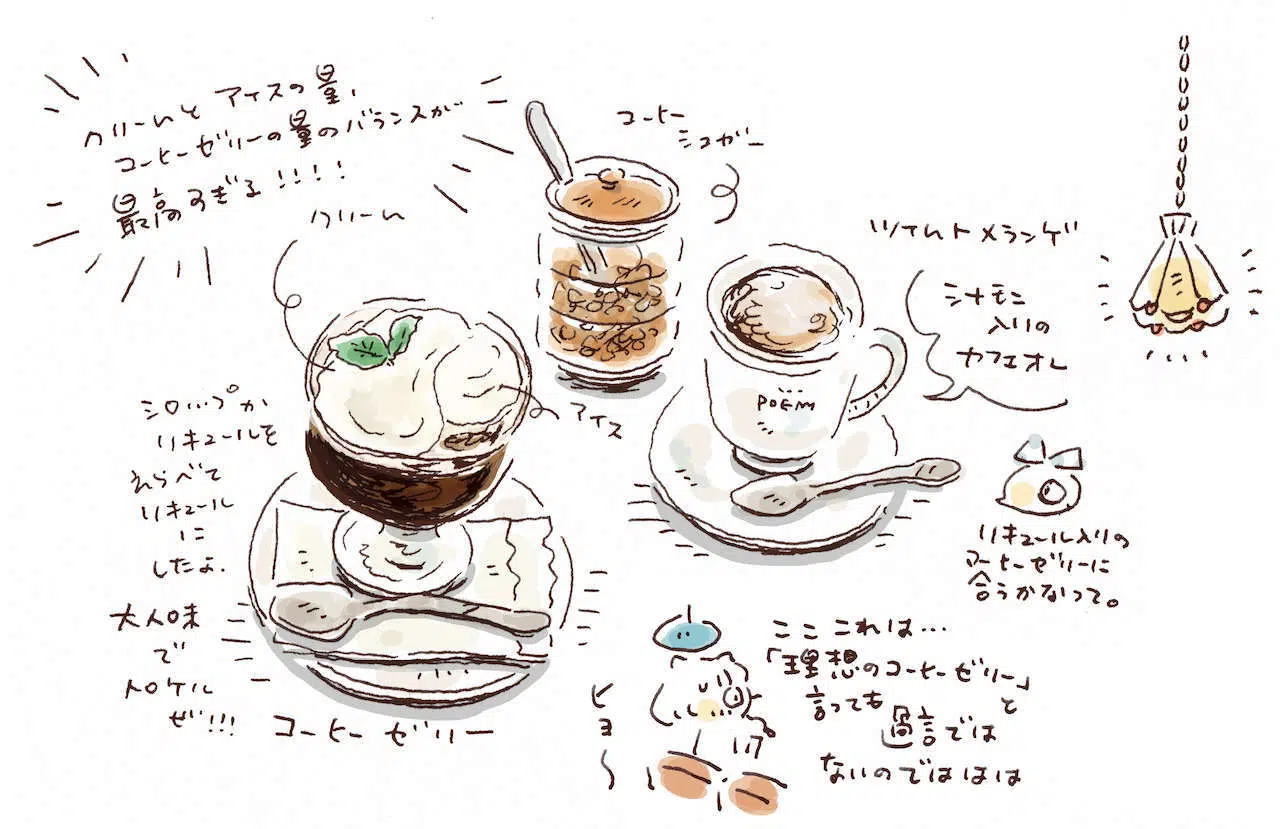 クリームとアイスの量、
コーヒーゼリーの量のバランスが
最高すぎる!!!!
クリーム
コーヒー
シュガー
ツイムトメランゲ
シナモン
入りの
カフェオレ
POEM
アイス
シロップか
リキュールを
えらべて
リキュール
に
したよ.
大人味
で
トロケル
ぜ!!!
コーヒーゼリー
リキュール入りの
コーヒーゼリーに
合うかなって。
ここ これは…
「理想のコーヒーゼリー」
と
言っても
過言では
ないのでははは
ヒョ〜